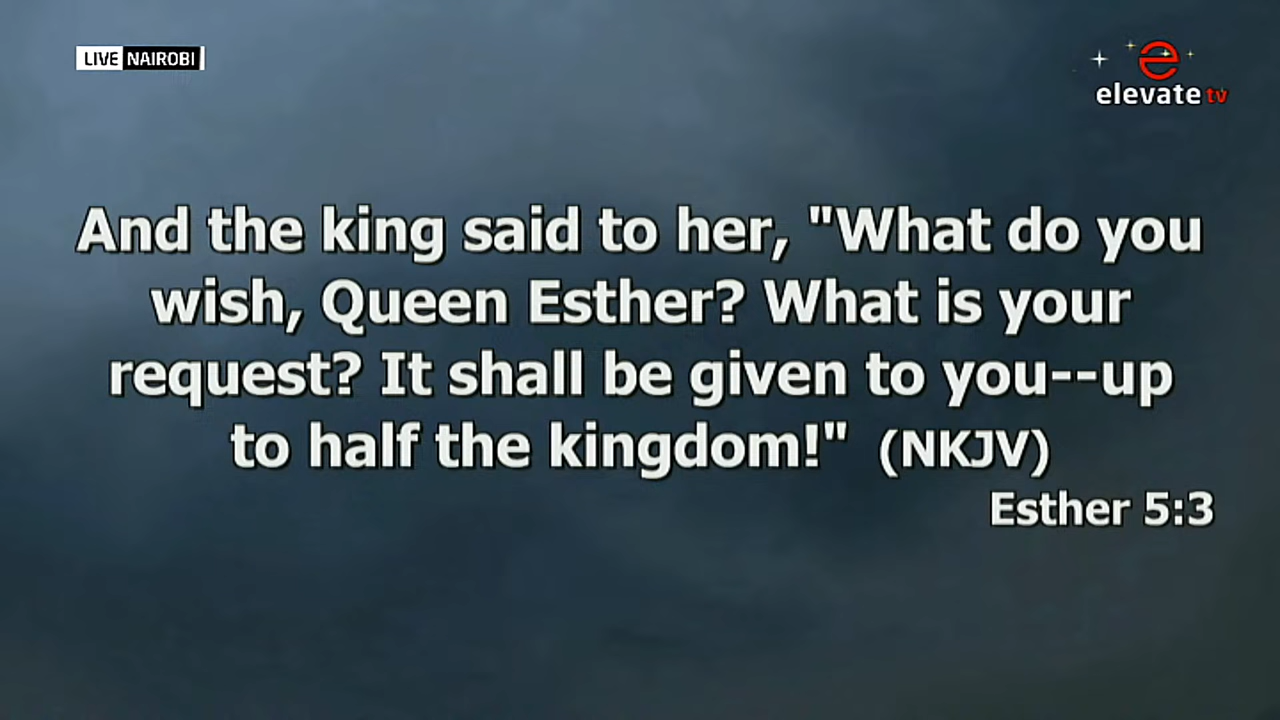 LIVE NAIROBI
elevate tv
And the king said to her, "What do you
wish, Queen Esther? What is your
request? It shall be given to you--up
to half the kingdom!" (NKJV)
Esther 5:3